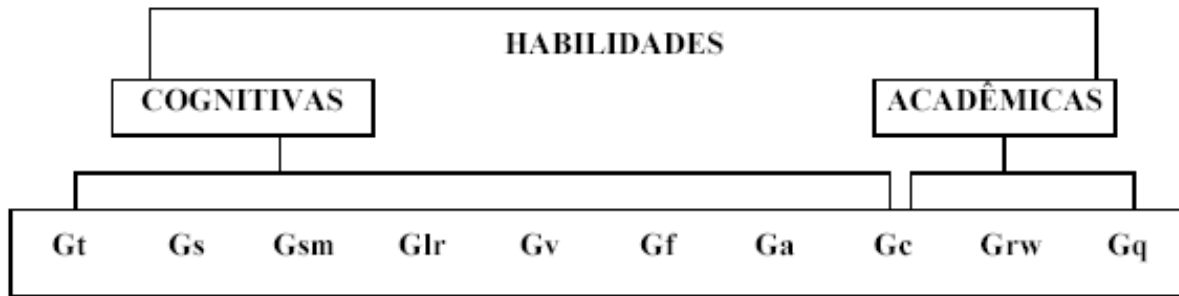 HABILIDADES
COGNITIVAS ACADÊMICAS
Gt Gs Gsm Glr Gv Gf Ga Gc Grw Gq